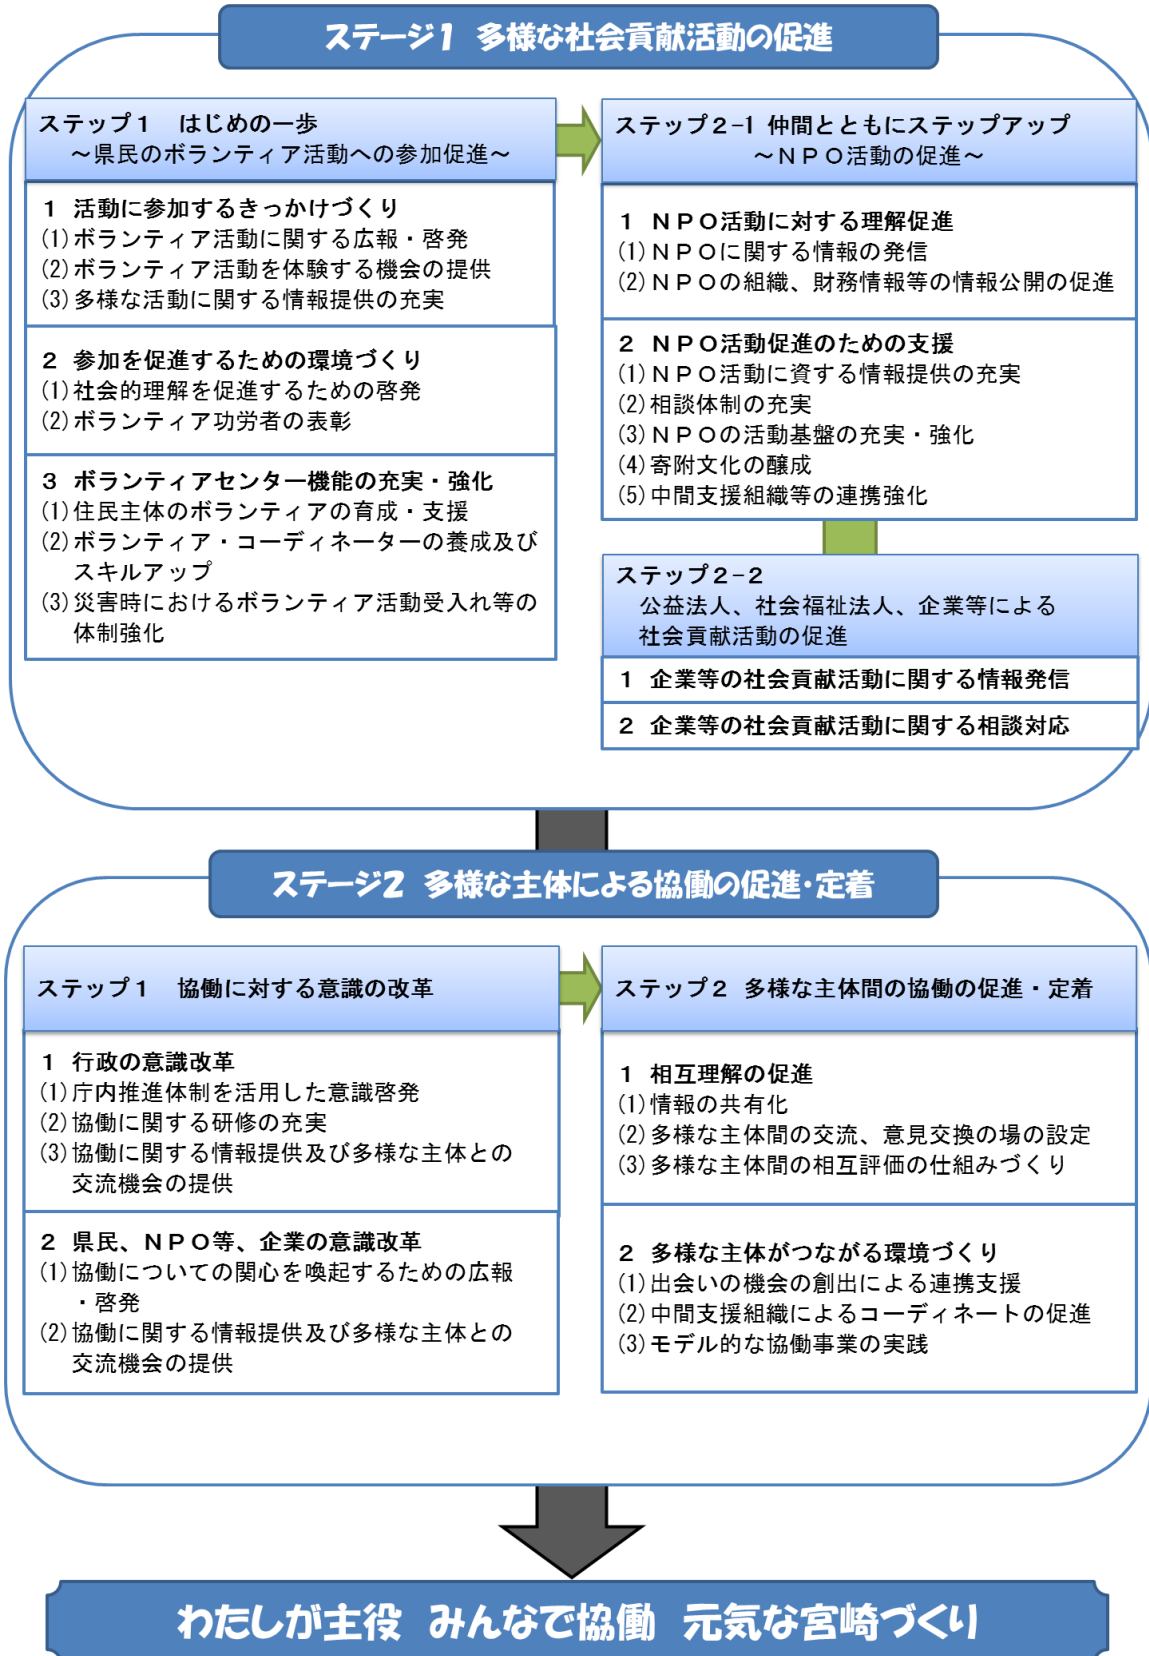 ステージ1 多様な社会貢献活動の促進
ステップ1　はじめの一歩
～県民のボランティア活動への参加促進～
1 活動に参加するきっかけづくり
(1)ボランティア活動に関する広報・啓発
(2)ボランティア活動を体験する機会の提供
(3)多様な活動に関する情報提供の充実
2 参加を促進するための環境づくり
(1)社会的理解を促進するための啓発
(2)ボランティア功労者の表彰
3 ボランティアセンター機能の充実・強化
(1)住民主体のボランティアの育成・支援
(2)ボランティア・コーディネーターの養成及び
スキルアップ
(3)災害時におけるボランティア活動受入れ等の
体制強化
ステップ2-1 仲間とともにステップアップ
～NPO活動の促進～
1 NPO活動に対する理解促進
(1)NPOに関する情報の発信
(2)NPOの組織、財務情報等の情報公開の促進
2 NPO活動促進のための支援
(1)NPO活動に資する情報提供の充実
(2)相談体制の充実
(3)NPOの活動基盤の充実・強化
(4)寄附文化の醸成
(5)中間支援組織等の連携強化
ステップ2-2
公益法人、社会福祉法人、企業等による
社会貢献活動の促進
1 企業等の社会貢献活動に関する情報発信
2 企業等の社会貢献活動に関する相談対応
ステージ2 多様な主体による協働の促進・定着
ステップ1　協働に対する意識の改革
1 行政の意識改革
(1)庁内推進体制を活用した意識啓発
(2)協働に関する研修の充実
(3)協働に関する情報提供及び多様な主体との
交流機会の提供
2 県民、NPO等、企業の意識改革
(1)協働についての関心を喚起するための広報
・啓発
(2)協働に関する情報提供及び多様な主体との
交流機会の提供
ステップ2 多様な主体間の協働の促進・定着
1 相互理解の促進
(1)情報の共有化
(2)多様な主体間の交流、意見交換の場の設定
(3)多様な主体間の相互評価の仕組みづくり
2 多様な主体がつながる環境づくり
(1)出会いの機会の創出による連携支援
(2)中間支援組織によるコーディネートの促進
(3)モデル的な協働事業の実践
わたしが主役 みんなで協働 元気な宮崎づくり